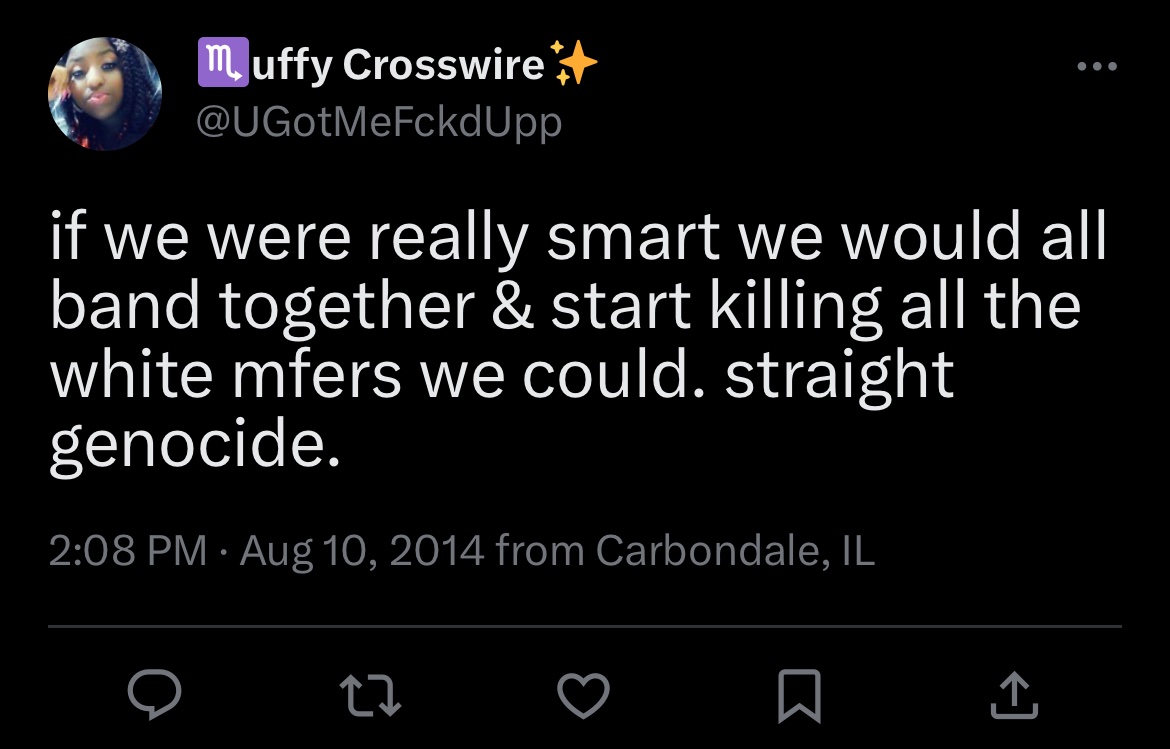 ♏uffy Crosswire✨
@UGotMeFckdUpp
if we were really smart we would all
band together & start killing all the
white mfers we could. straight
genocide.
2:08 PM · Aug 10, 2014 from Carbondale, IL